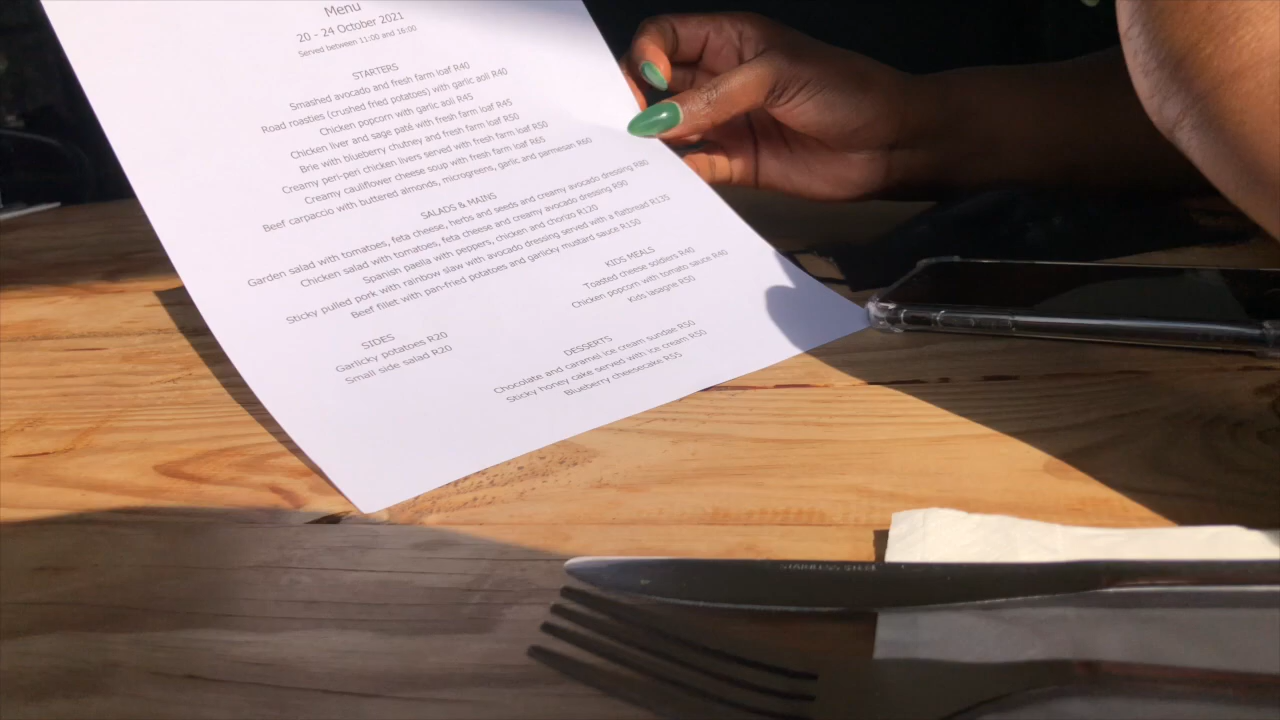 Menu
20 - 24 October 2021
Served between 11:00 and 16:00
STARTERS
Smashed avocado and fresh farm loaf R40
Road roasties (crushed fried potatoes) with garlic aoli R40
Chicken popcorn with garlic aoli R45
Chicken liver and sage paté with fresh farm loaf R45
Brie with blueberry chutney and fresh farm loaf R50
Creamy peri-peri chicken livers served with fresh farm loaf R50
Creamy cauliflower cheese soup with fresh farm loaf R65
Beef carpaccio with buttered almonds, microgreens, garlic and parmesan R60
SALADS & MAINS
Garden salad with tomatoes, feta cheese, herbs and seeds and creamy avocado dressing R80
Chicken salad with tomatoes, feta cheese and creamy avocado dressing R90
Spanish paella with peppers, chicken and chorizo R120
Sticky pulled pork with rainbow slaw with avocado dressing served with a flatbread R135
Beef fillet with pan-fried potatoes and garlicky mustard sauce R150
KIDS MEALS
Toasted cheese soldiers R40
Chicken popcorn with tomato sauce R40
Kids lasagne R50
SIDES
Garlicky potatoes R20
Small side salad R20
DESSERTS
Chocolate and caramel ice cream sundae R50
Sticky honey cake served with ice cream R50
Blueberry cheesecake R55
STAINLESS STEEL